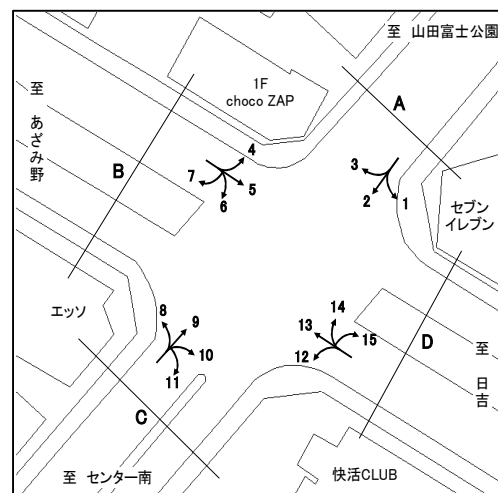 至 山田富士公園
1F
choco ZAP
至 あざみ野
A
B
4
7
5
6
3
2
1
セブン
イレブン
エッソ
8
9
10
11
14
13
15
12
D
至 日吉
C
至 センター南
快活CLUB